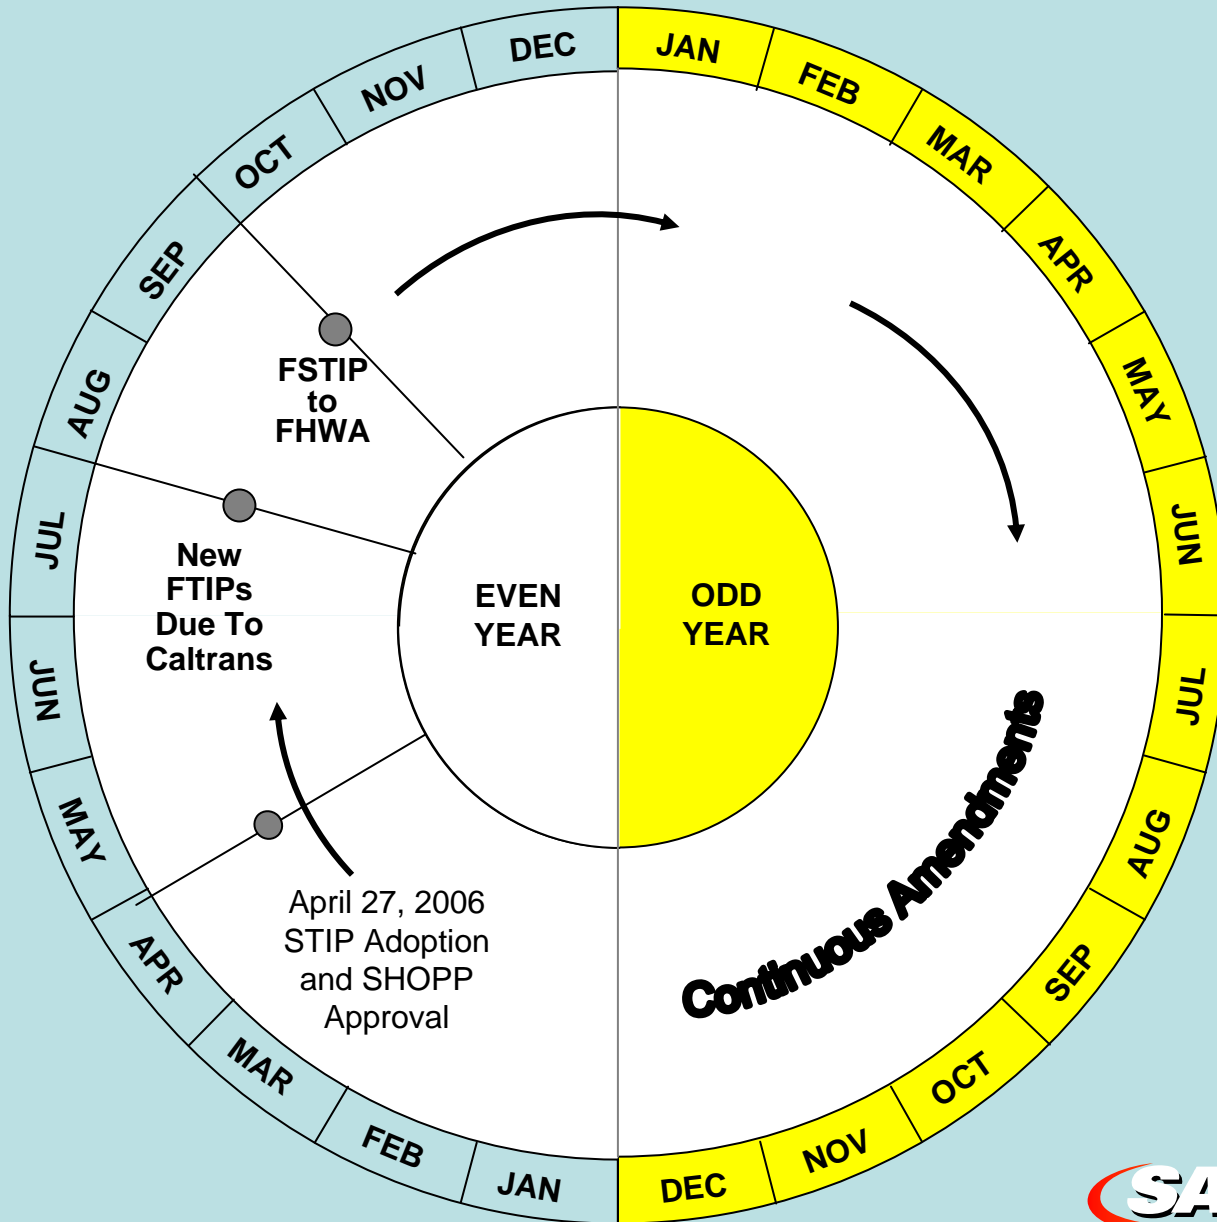 DEC
JAN
FEB
MAR
APR
MAY
JUN
JUL
AUG
SEP
OCT
NOV
DEC
JAN
FEB
MAR
APR
MAY
JUN
JUL
AUG
SEP
OCT
NOV
FSTIP
to
FHWA
New
FTIPs
Due To
Caltrans
EVEN
YEAR
ODD
YEAR
April 27, 2006
STIP Adoption
and SHOPP
Approval
Continuous Amendments